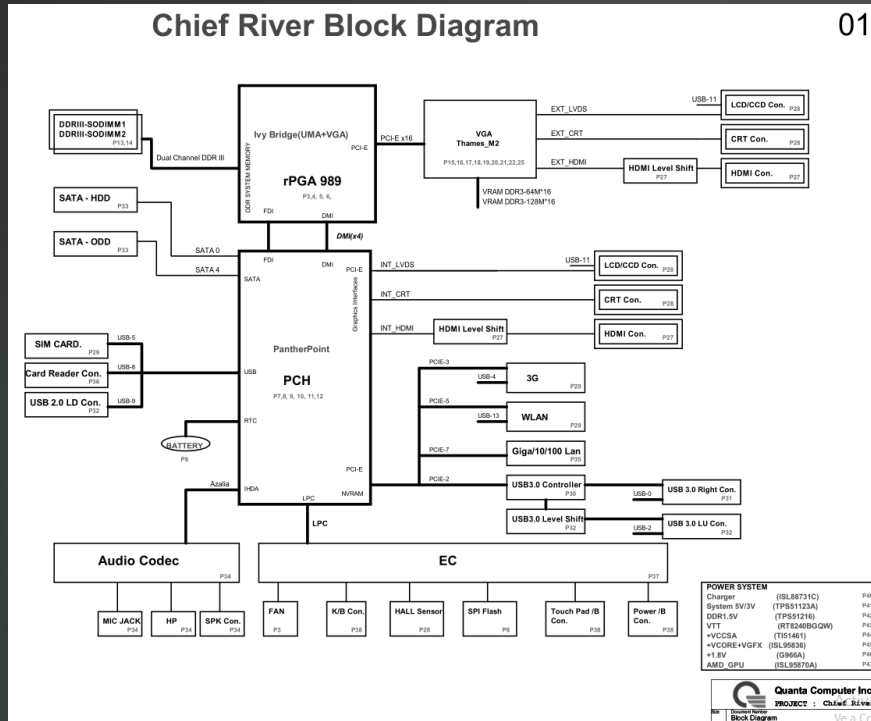 Chief River Block Diagram
01
DDRIII-SODIMM1
DDRIII-SODIMM2
P13,14
Dual Channel DDR III
Ivy Bridge(UMA+VGA)
PCI-E
rPGA 989
P3,4, 5, 6,
DDR SYSTEM MEMORY
FDI
DMI
PCI-E x16
VGA
Thames_M2
P15,16,17,18,19,20,21,22,25
VRAM DDR3-64M*16
VRAM DDR3-128M*16
EXT_LVDS
EXT_CRT
EXT_HDMI
USB-11
LCD/CCD Con.
P28
CRT Con.
P28
HDMI Level Shift
P27
HDMI Con.
P27
SATA - HDD
P33
SATA - ODD
P33
SATA 0
SATA 4
DMI(x4)
FDI
DMI
PCI-E
SATA
Graphics Interfaces
INT_LVDS
INT_CRT
INT_HDMI
USB-11
LCD/CCD Con.
P28
CRT Con.
P28
HDMI Level Shift
P27
HDMI Con.
P27
SIM CARD.
P29
Card Reader Con.
P36
USB 2.0 LD Con.
P32
USB-5
USB-8
USB-9
PantherPoint
PCH
P7,8, 9, 10, 11,12
USB
RTC
BATTERY
P8
Azalia
IHDA
LPC
NVRAM
PCI-E
LPC
PCIE-3
USB-4
3G
P29
PCIE-5
USB-13
WLAN
P29
PCIE-7
Giga/10/100 Lan
P35
PCIE-2
USB3.0 Controller
P30
USB3.0 Level Shift
P32
USB-0
USB 3.0 Right Con.
P31
USB-2
USB 3.0 LU Con.
P32
Audio Codec
P34
EC
P37
MIC JACK
P34
HP
P34
SPK Con.
P34
FAN
P3
K/B Con.
P38
HALL Sensor
P28
SPI Flash
P8
Touch Pad /B
Con.
P38
Power /B
Con.
P38
POWER SYSTEM
Charger (ISL88731C)
System 5V/3V (TPS51123A)
DDR1.5V (TPS51216)
VTT (RT8240BGQW)
+VCCSA (TI51461)
+VCORE+VGFX (ISL95836)
+1.8V (G966A)
AMD_GPU (ISL95870A)
Quanta Computer Inc
PROJECT : Chief River
Size
Document Number
Block Diagram